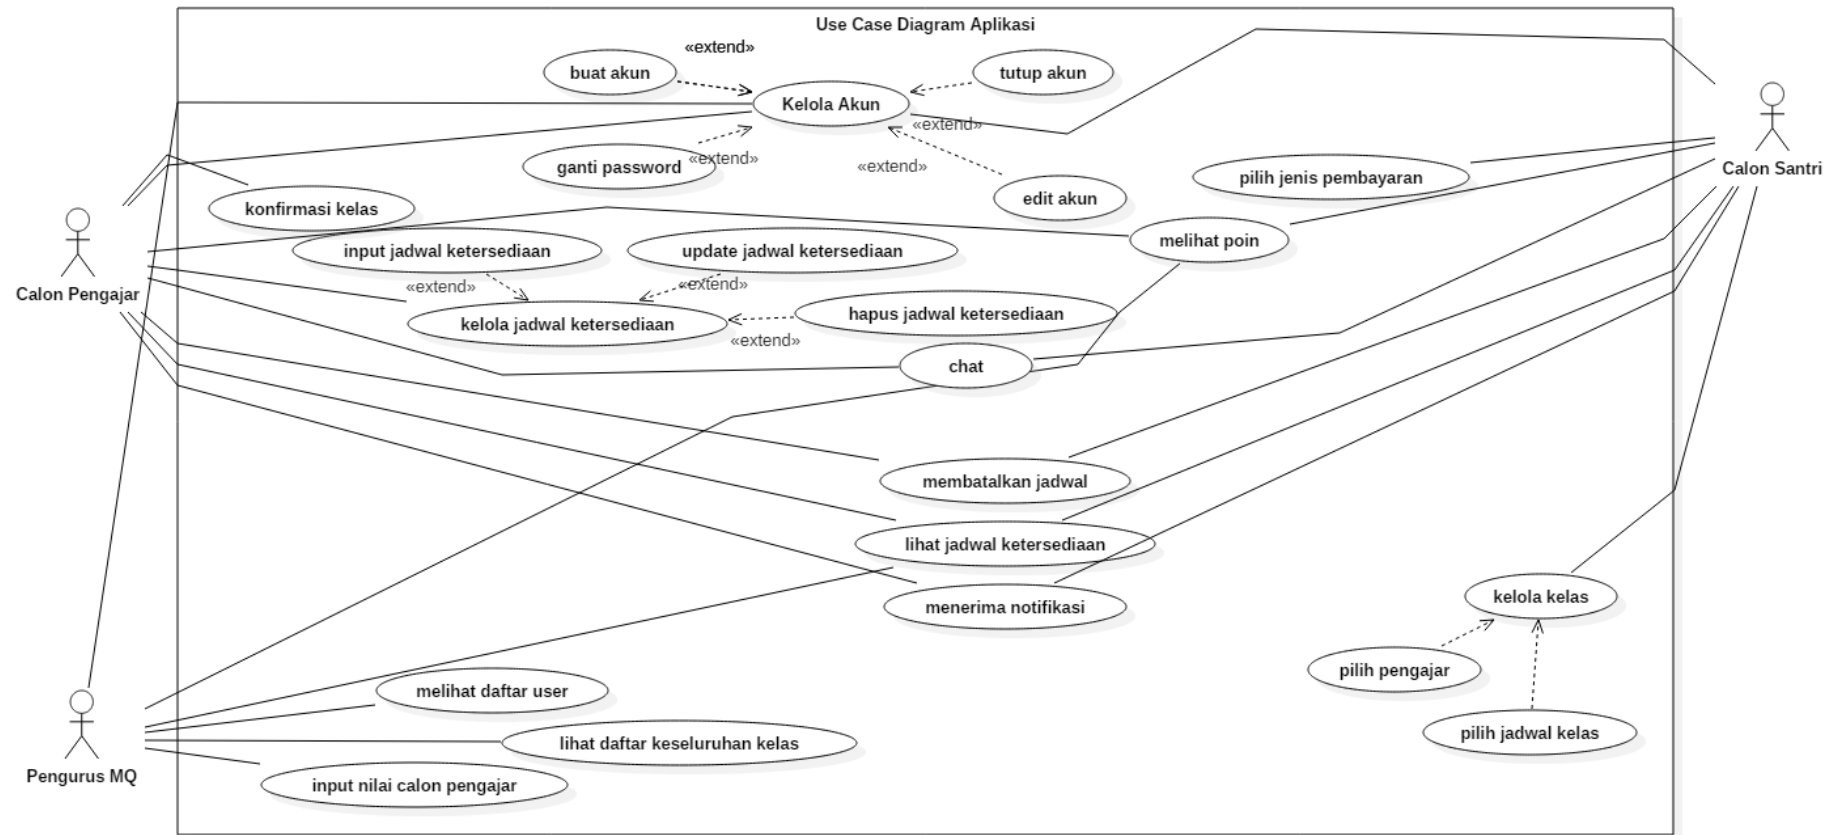 Use Case Diagram Aplikasi
«extend»
buat akun
tutup akun
Kelola Akun
«extend»
ganti password
«extend»
«extend»
pilih jenis pembayaran
Calon Santri
edit akun
konfirmasi kelas
melihat poin
input jadwal ketersediaan
update jadwal ketersediaan
«extend»
«extend»
Calon Pengajar
kelola jadwal ketersediaan
hapus jadwal ketersediaan
«extend»
chat
membatalkan jadwal
lihat jadwal ketersediaan
menerima notifikasi
kelola kelas
pilih pengajar
melihat daftar user
pilih jadwal kelas
lihat daftar keseluruhan kelas
Pengurus MQ
input nilai calon pengajar